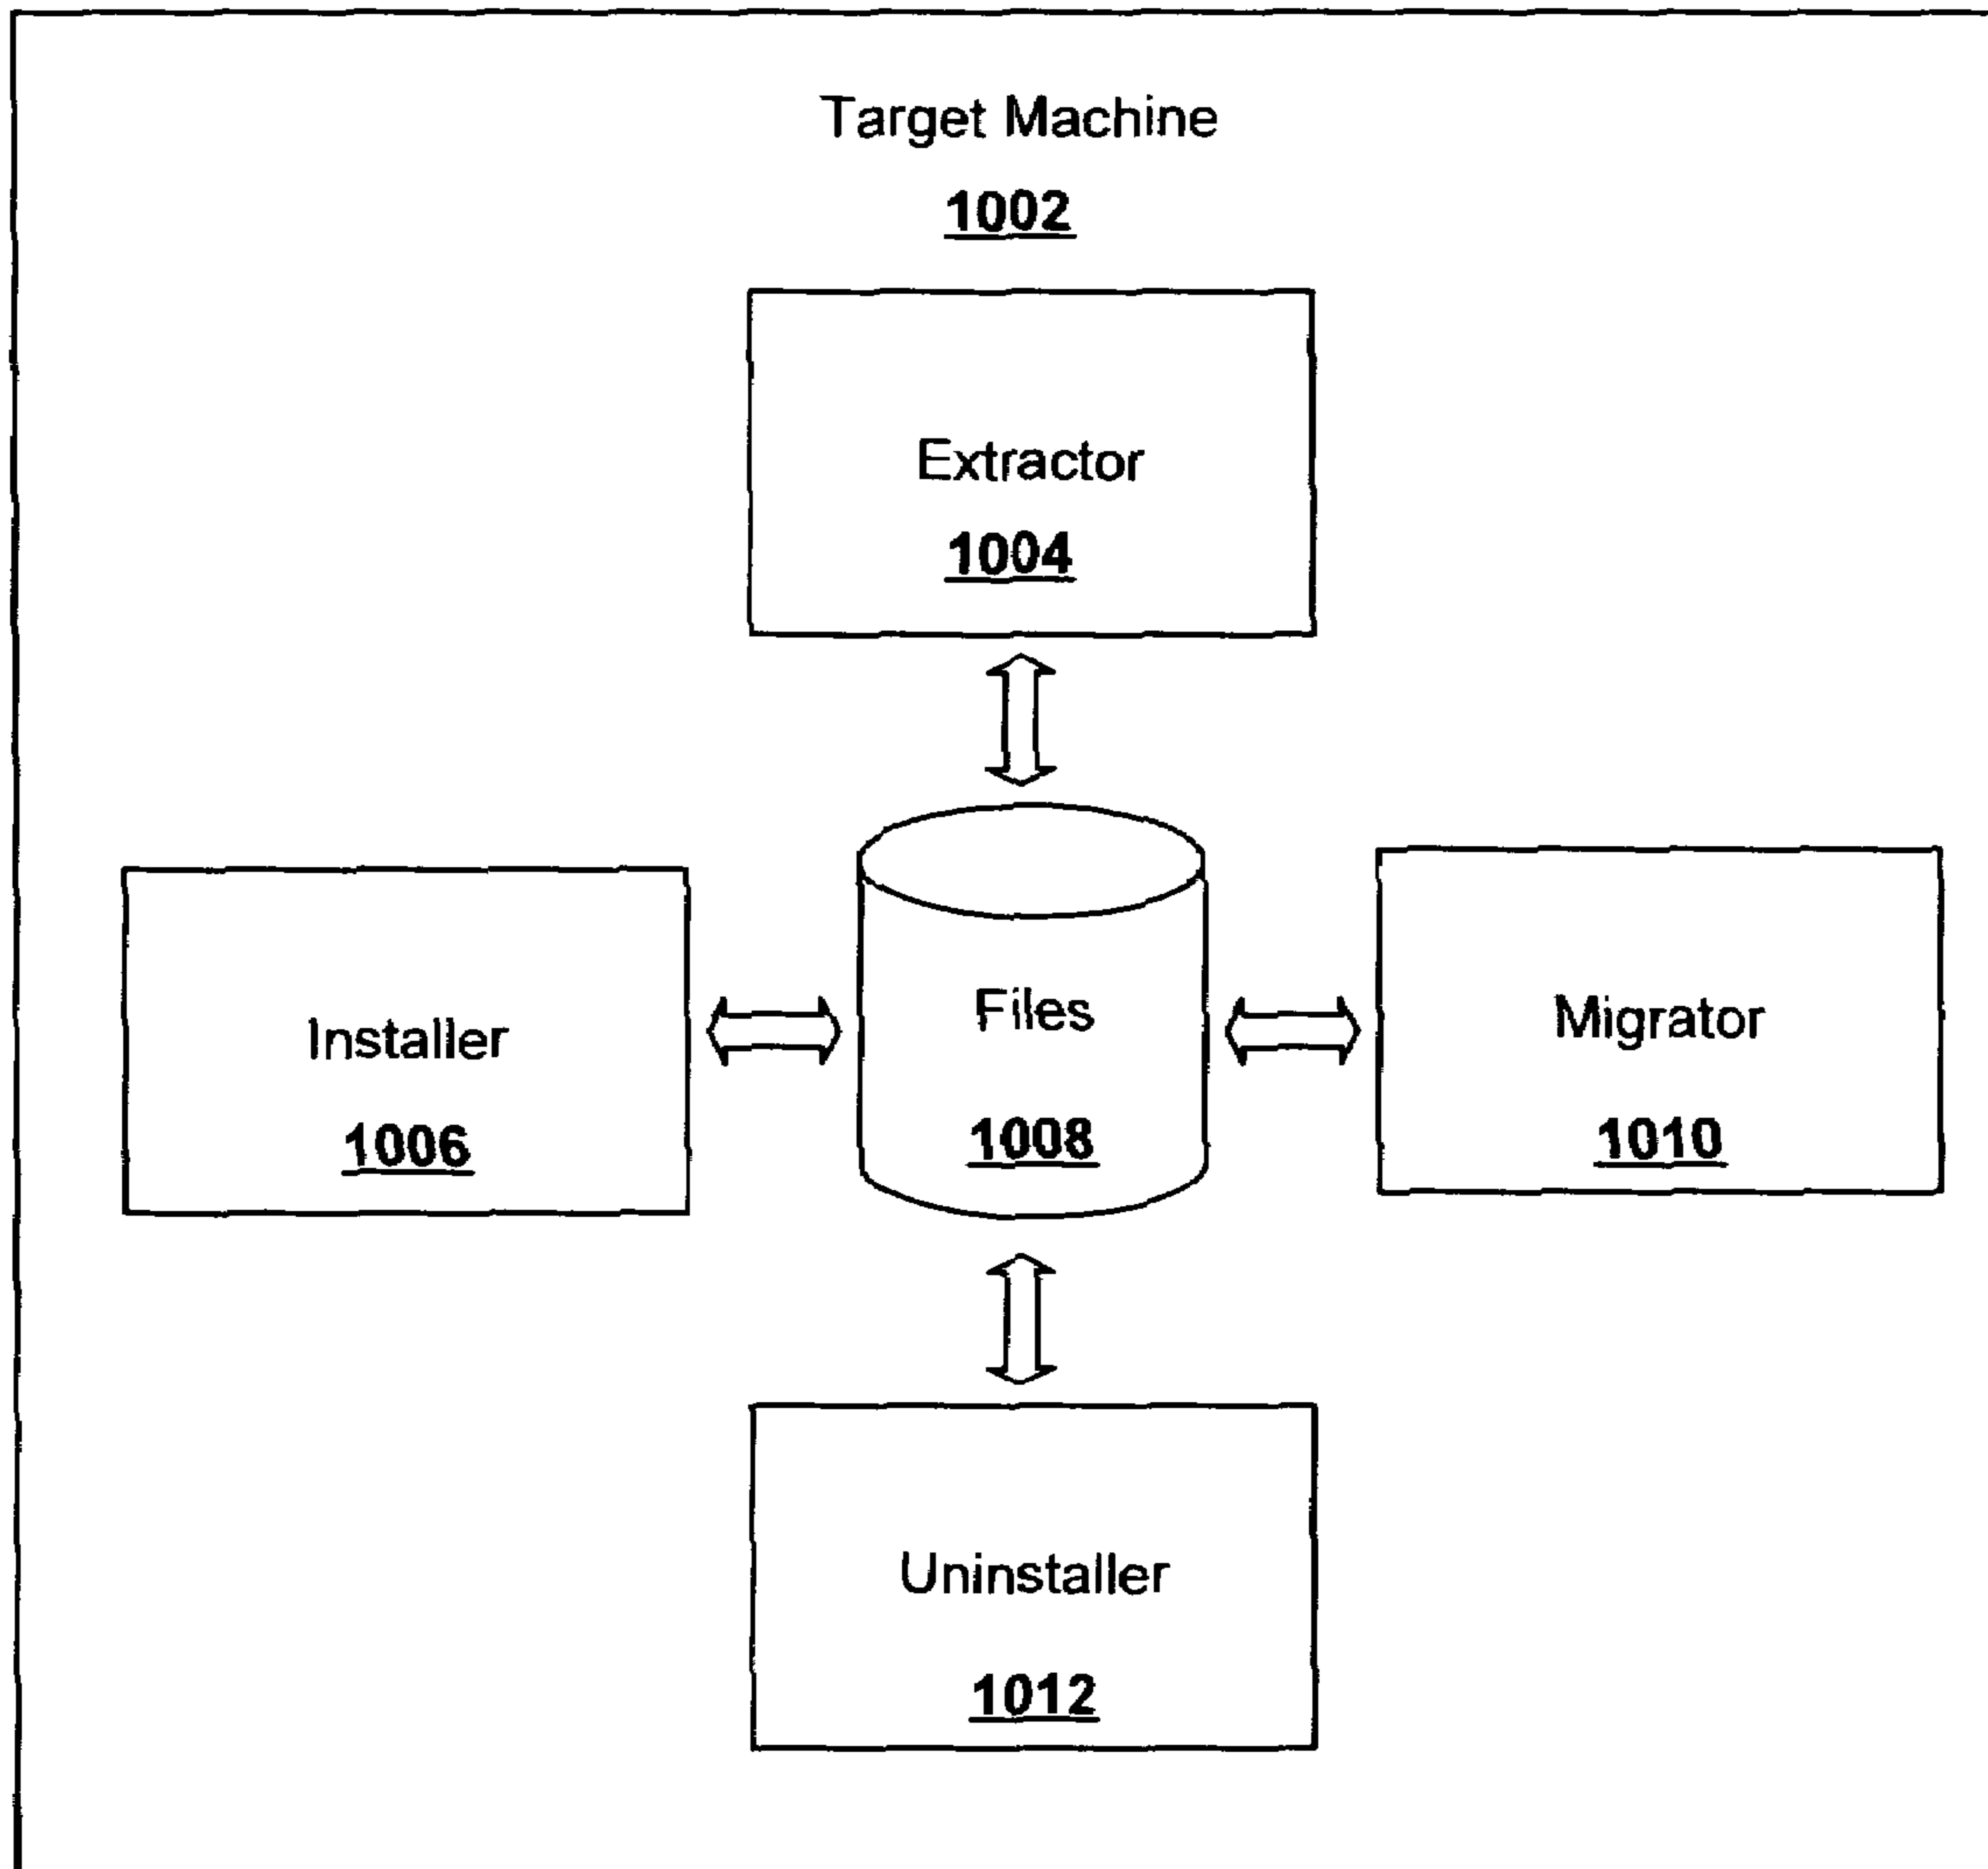 Target Machine
1002
Extractor
1004
Installer
1006
Files
1008
Migrator
1010
Uninstaller
1012